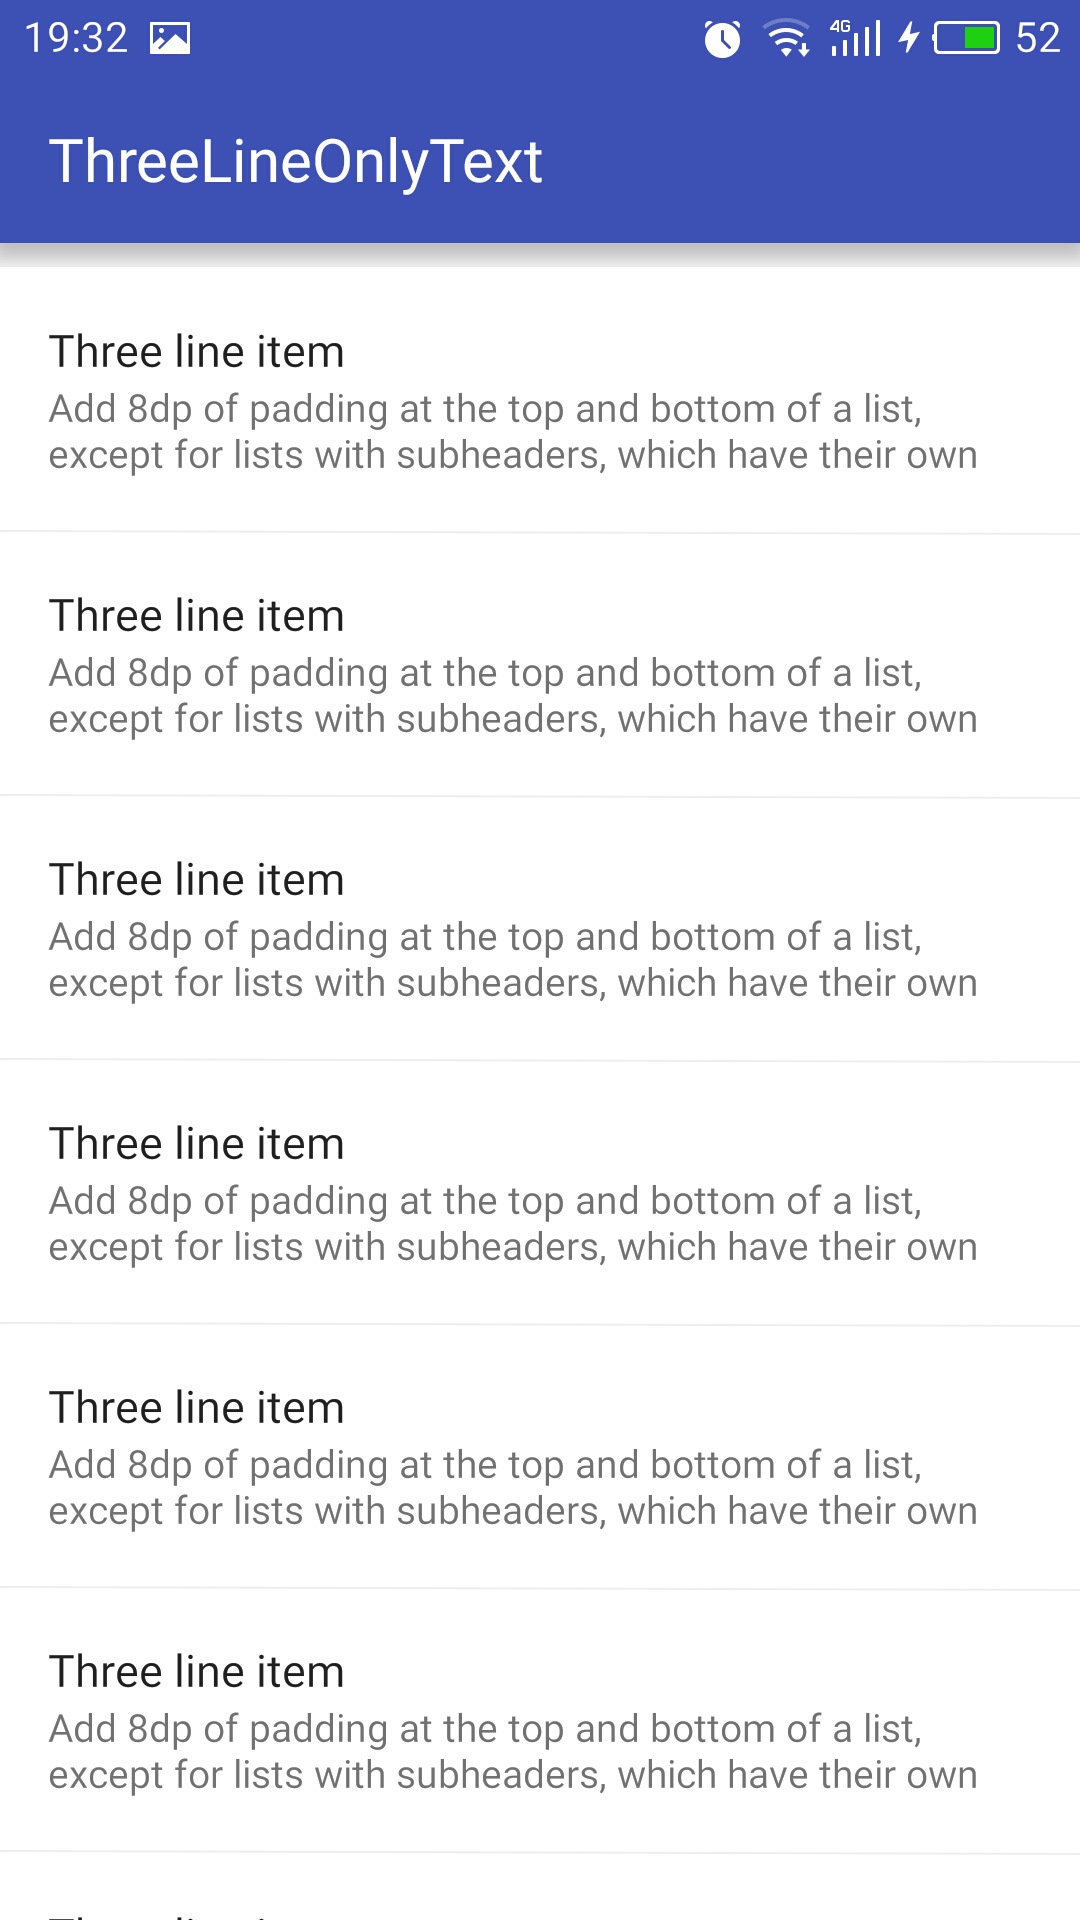 19:32 4G 52
ThreeLineOnlyText
Three line item
Add 8dp of padding at the top and bottom of a list,
except for lists with subheaders, which have their own
Three line item
Add 8dp of padding at the top and bottom of a list,
except for lists with subheaders, which have their own
Three line item
Add 8dp of padding at the top and bottom of a list,
except for lists with subheaders, which have their own
Three line item
Add 8dp of padding at the top and bottom of a list,
except for lists with subheaders, which have their own
Three line item
Add 8dp of padding at the top and bottom of a list,
except for lists with subheaders, which have their own
Three line item
Add 8dp of padding at the top and bottom of a list,
except for lists with subheaders, which have their own